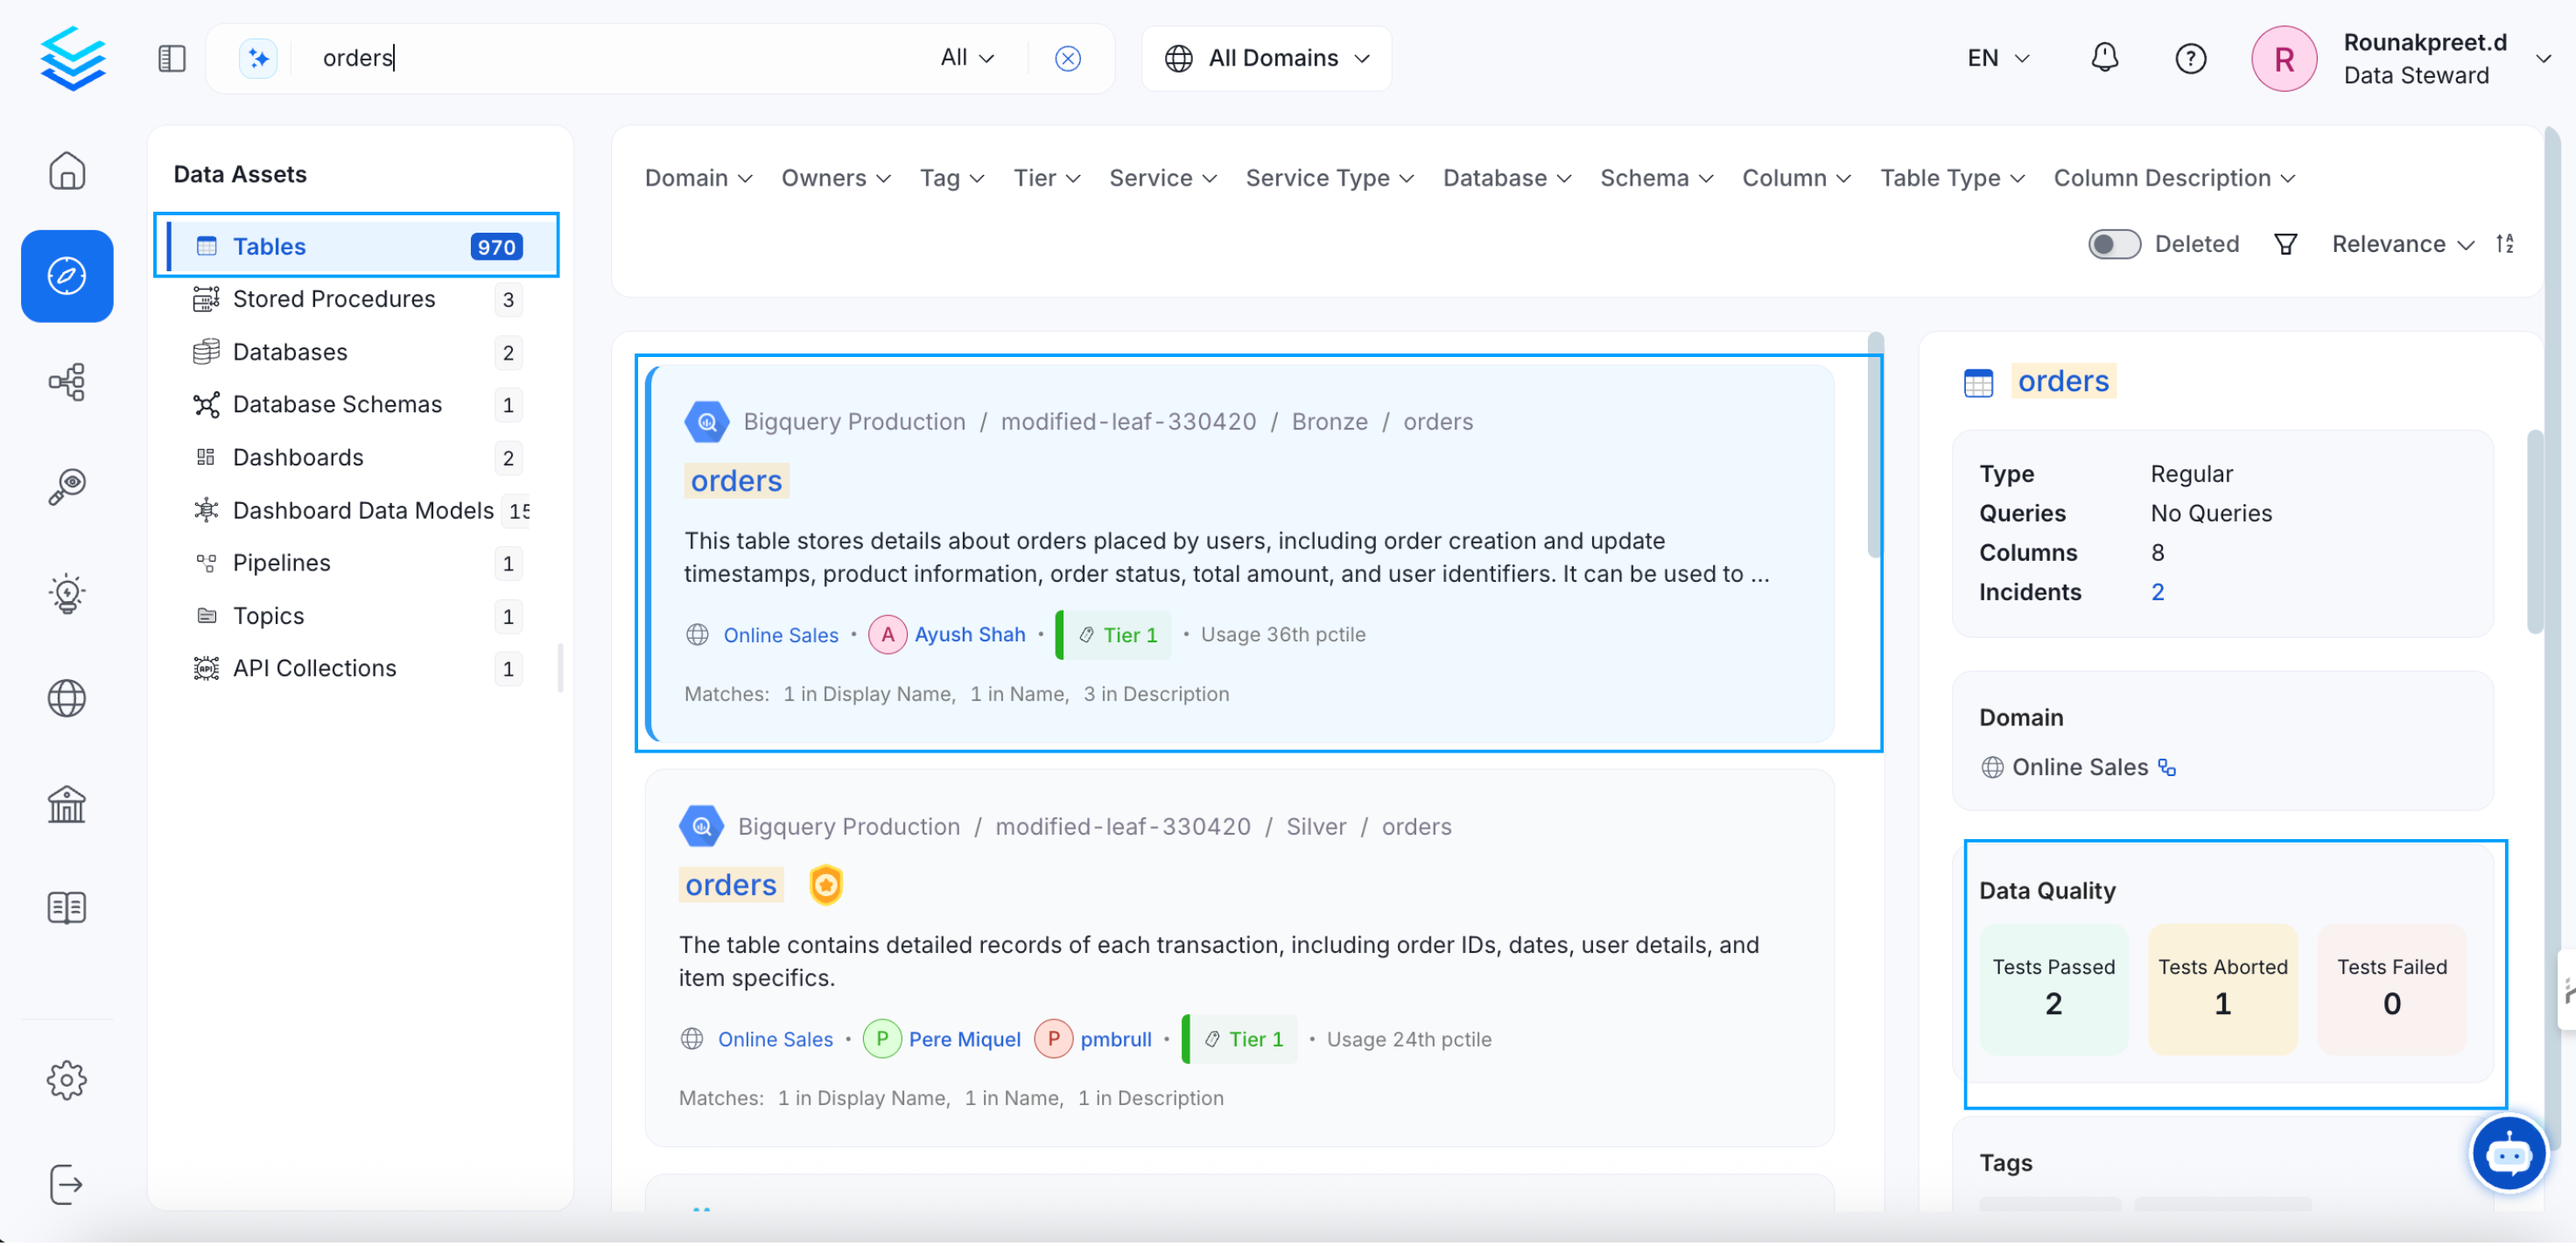 orders
All
All Domains
EN
R
Rounakpreet.d
Data Steward
Data Assets
Tables 970
Stored Procedures 3
Databases 2
Database Schemas 1
Dashboards 2
Dashboard Data Models 15
Pipelines 1
Topics 1
API Collections 1
Domain Owners Tag Tier Service Service Type Database Schema Column Table Type Column Description
Deleted Relevance
Bigquery Production / modified-leaf-330420 / Bronze / orders
orders
This table stores details about orders placed by users, including order creation and update
timestamps, product information, order status, total amount, and user identifiers. It can be used to ...
Online Sales • A Ayush Shah • Tier 1 • Usage 36th pctile
Matches: 1 in Display Name, 1 in Name, 3 in Description
Bigquery Production / modified-leaf-330420 / Silver / orders
orders
The table contains detailed records of each transaction, including order IDs, dates, user details, and
item specifics.
Online Sales • P Pere Miquel P pmbrull • Tier 1 • Usage 24th pctile
Matches: 1 in Display Name, 1 in Name, 1 in Description
orders
Type Regular
Queries No Queries
Columns 8
Incidents 2
Domain
Online Sales
Data Quality
Tests Passed Tests Aborted Tests Failed
2 1 0
Tags